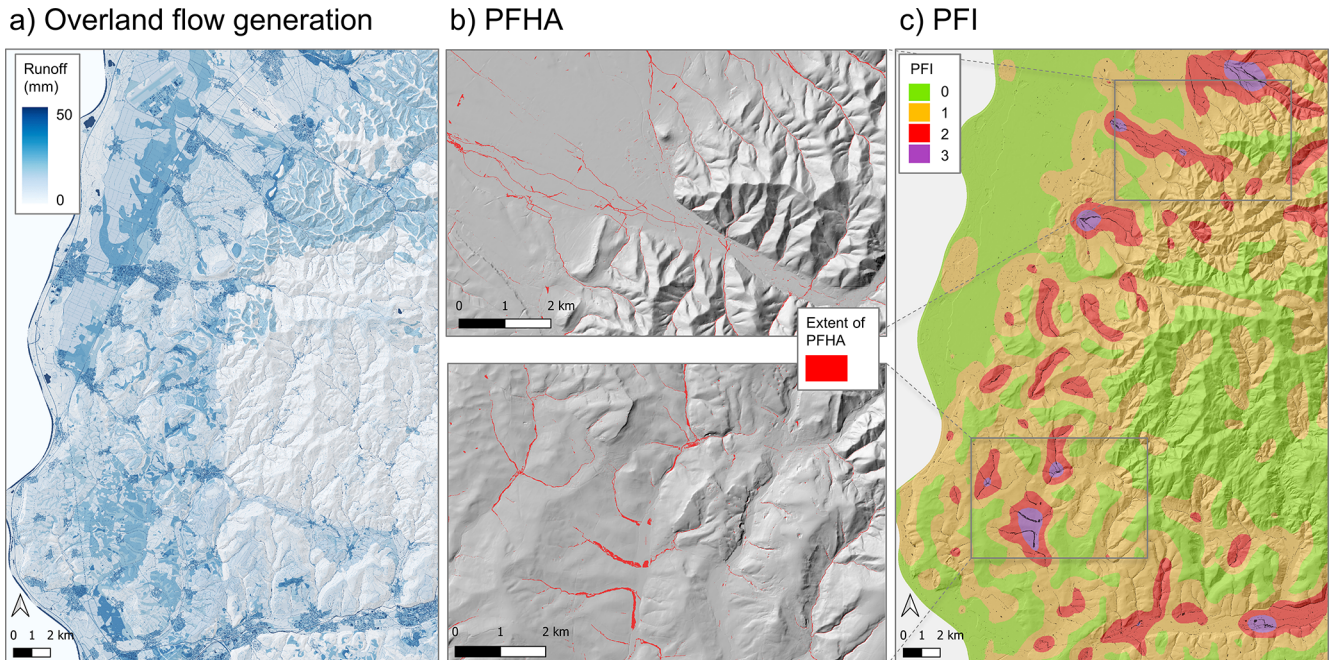 a) Overland flow generation
Runoff
(mm)
50
0
0 1 2 km
b) PFHA
0 1 2 km
Extent of
PFHA
0 1 2 km
c) PFI
PFI
0
1
2
3
0 1 2 km